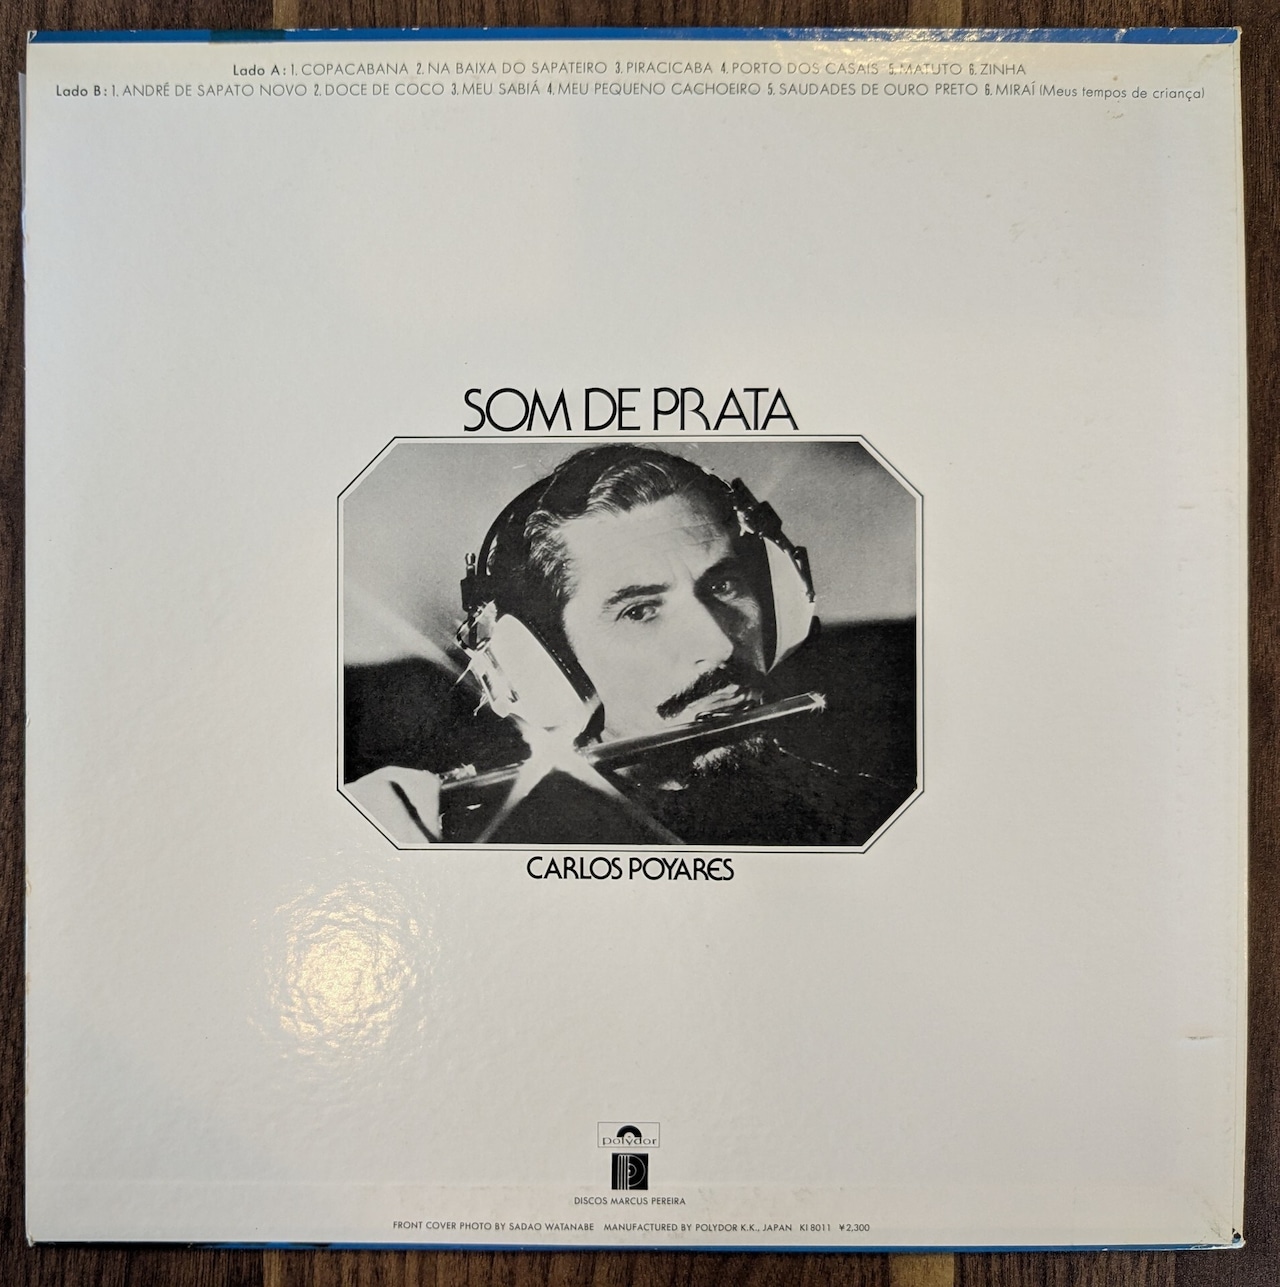 Lado A: 1. COPACABANA 2. NA BAIXA DO SAPATEIRO 3. PIRACICABA 4. PORTO DOS CASAIS 5. MATUTO 6. ZINHA
Lado B: 1. ANDRÉ DE SAPATO NOVO 2. DOCE DE COCO 3. MEU SABIÁ 4. MEU PEQUENO CACHOEIRO 5. SAUDADES DE OURO PRETO 6. MIRAÍ (Meus tempos de criança)
SOM DE PRATA
CARLOS POYARES
polydor
DISCOS MARCUS PEREIRA
FRONT COVER PHOTO BY SADAO WATANABE MANUFACTURED BY POLYDOR K.K., JAPAN KI 8011 ¥2,300